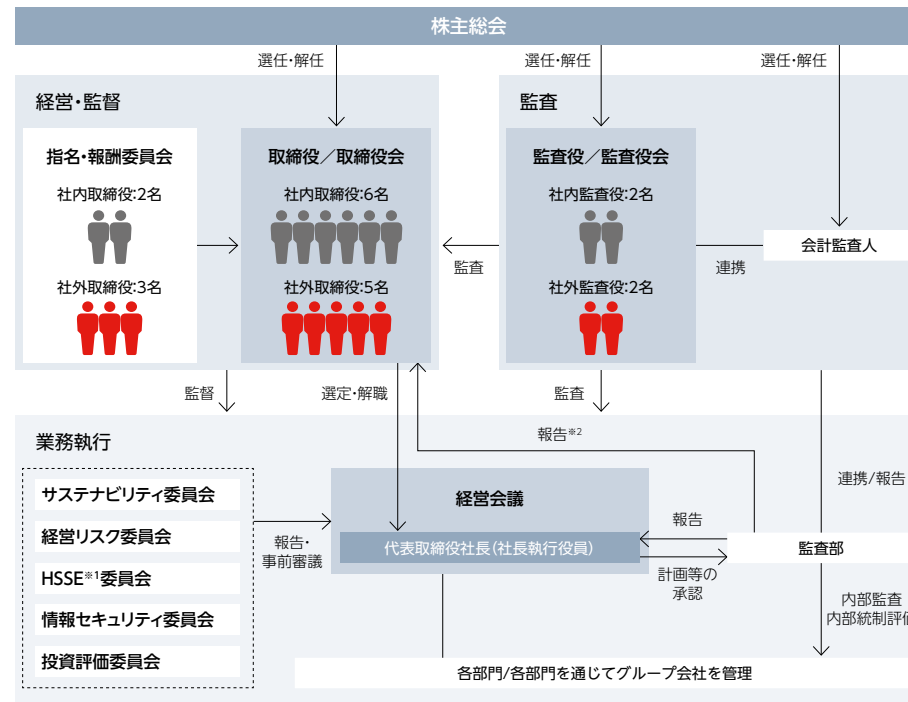 株主総会
選任・解任
選任・解任
選任・解任
経営・監督
監査
指名・報酬委員会
社内取締役:2名
社外取締役:3名
取締役／取締役会
社内取締役:6名
社外取締役:5名
監査役／監査役会
社内監査役:2名
社外監査役:2名
監査
連携
会計監査人
監督
選定・解職
監査
業務執行
報告※2
連携/報告
サステナビリティ委員会
経営リスク委員会
HSSE※1委員会
情報セキュリティ委員会
投資評価委員会
報告・
事前審議
経営会議
代表取締役社長(社長執行役員)
報告
計画等の
承認
監査部
内部監査
内部統制評価
各部門/各部門を通じてグループ会社を管理